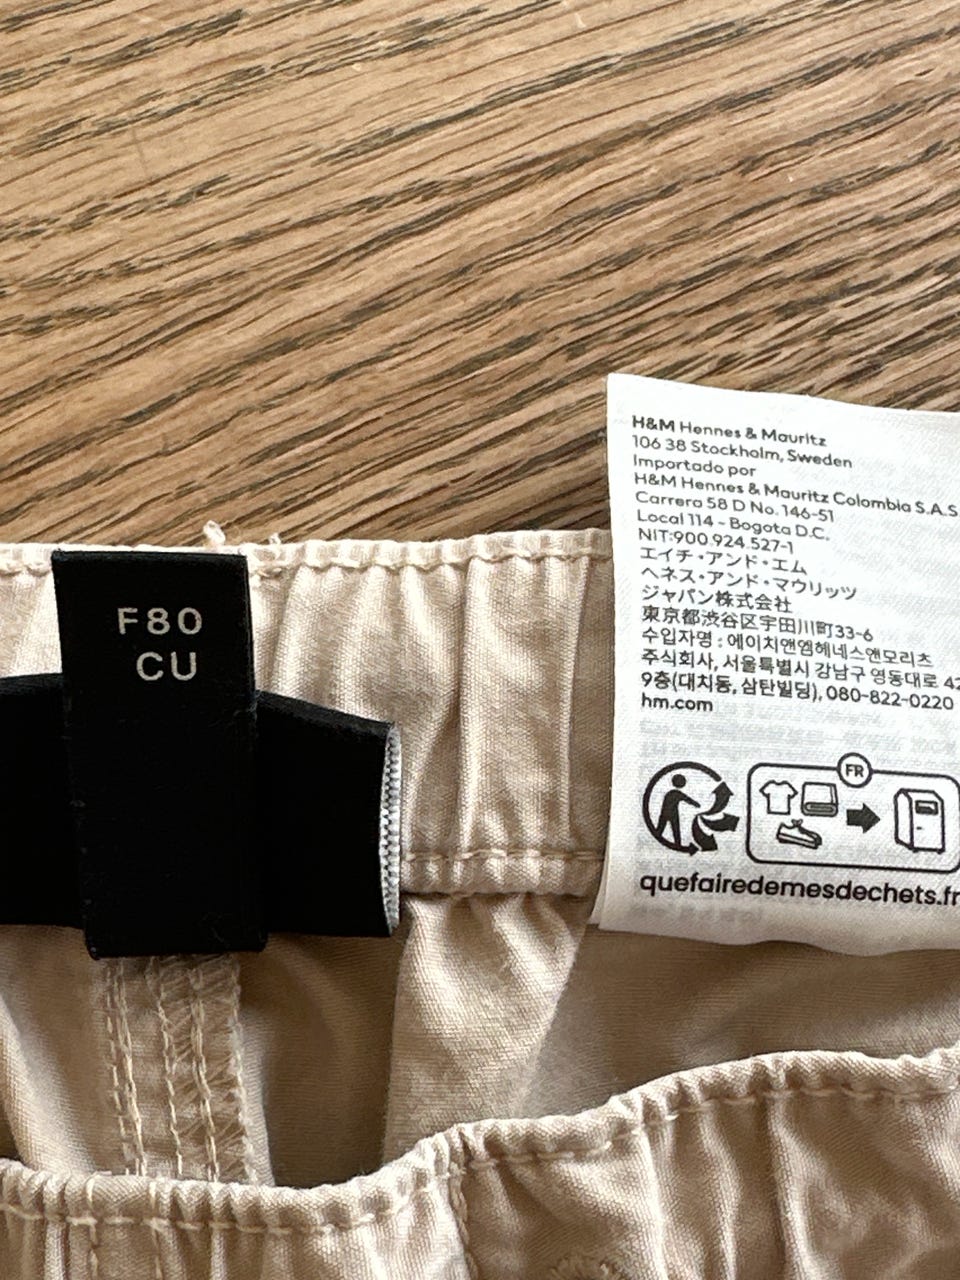 F80
CU
H&M Hennes & Mauritz
106 38 Stockholm, Sweden
Importado por
H&M Hennes & Mauritz Colombia S.A.S.
Carrera 58 D No. 146-51
Local 114 - Bogota D.C.
NIT:900.924.527-1
エイチ・アンド・エム
ヘネス・アンド・マウリッツ
ジャパン株式会社
東京都渋谷区宇田川町33-6
수입자명 : 에이치앤엠헤네스앤모리츠
주식회사, 서울특별시 강남구 영동대로 42
9층(대치동, 삼탄빌딩), 080-822-0220
hm.com
FR
quefairedemesdechets.fr